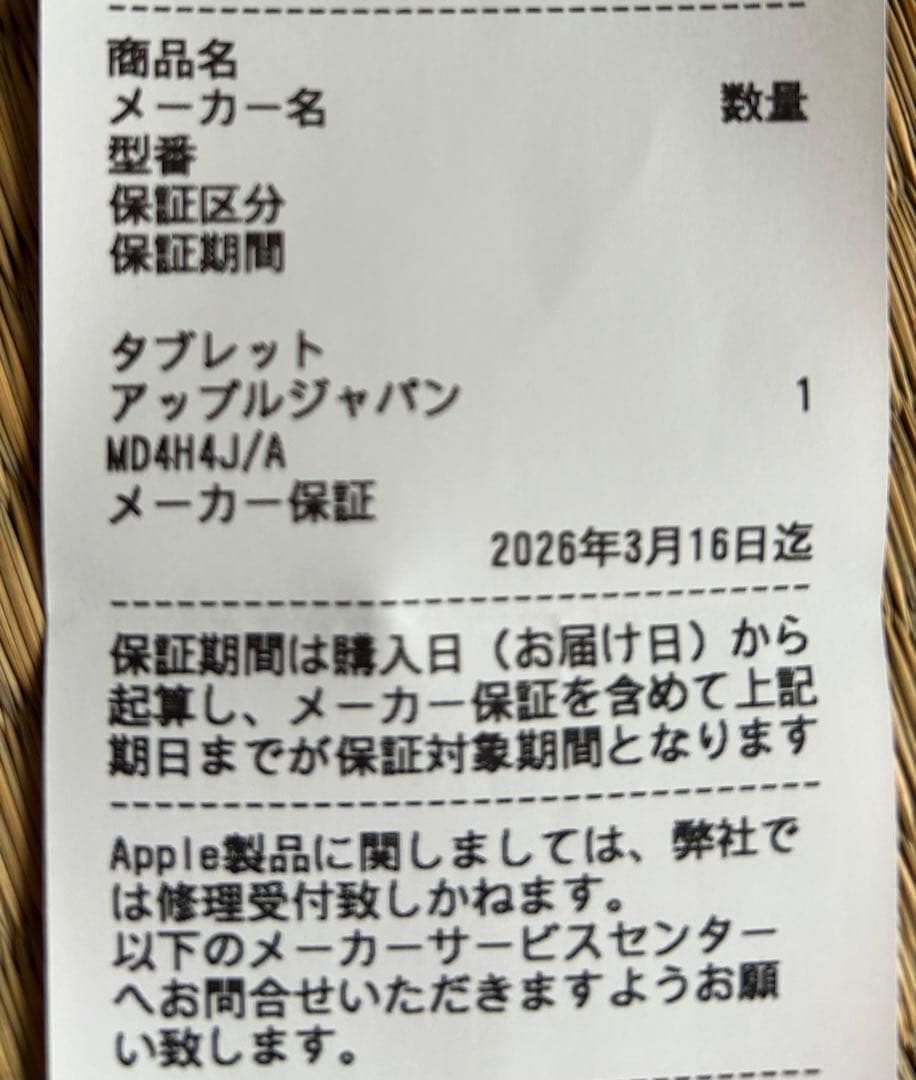 商品名
メーカー名 数量
型番
保証区分
保証期間
タブレット
アップルジャパン 1
MD4H4J/A
メーカー保証
2026年3月16日迄
保証期間は購入日（お届け日）から
起算し、メーカー保証を含めて上記
期日までが保証対象期間となります
Apple製品に関しましては、弊社で
は修理受付致しかねます。
以下のメーカーサービスセンター
へお問合せいただきますようお願
い致します。